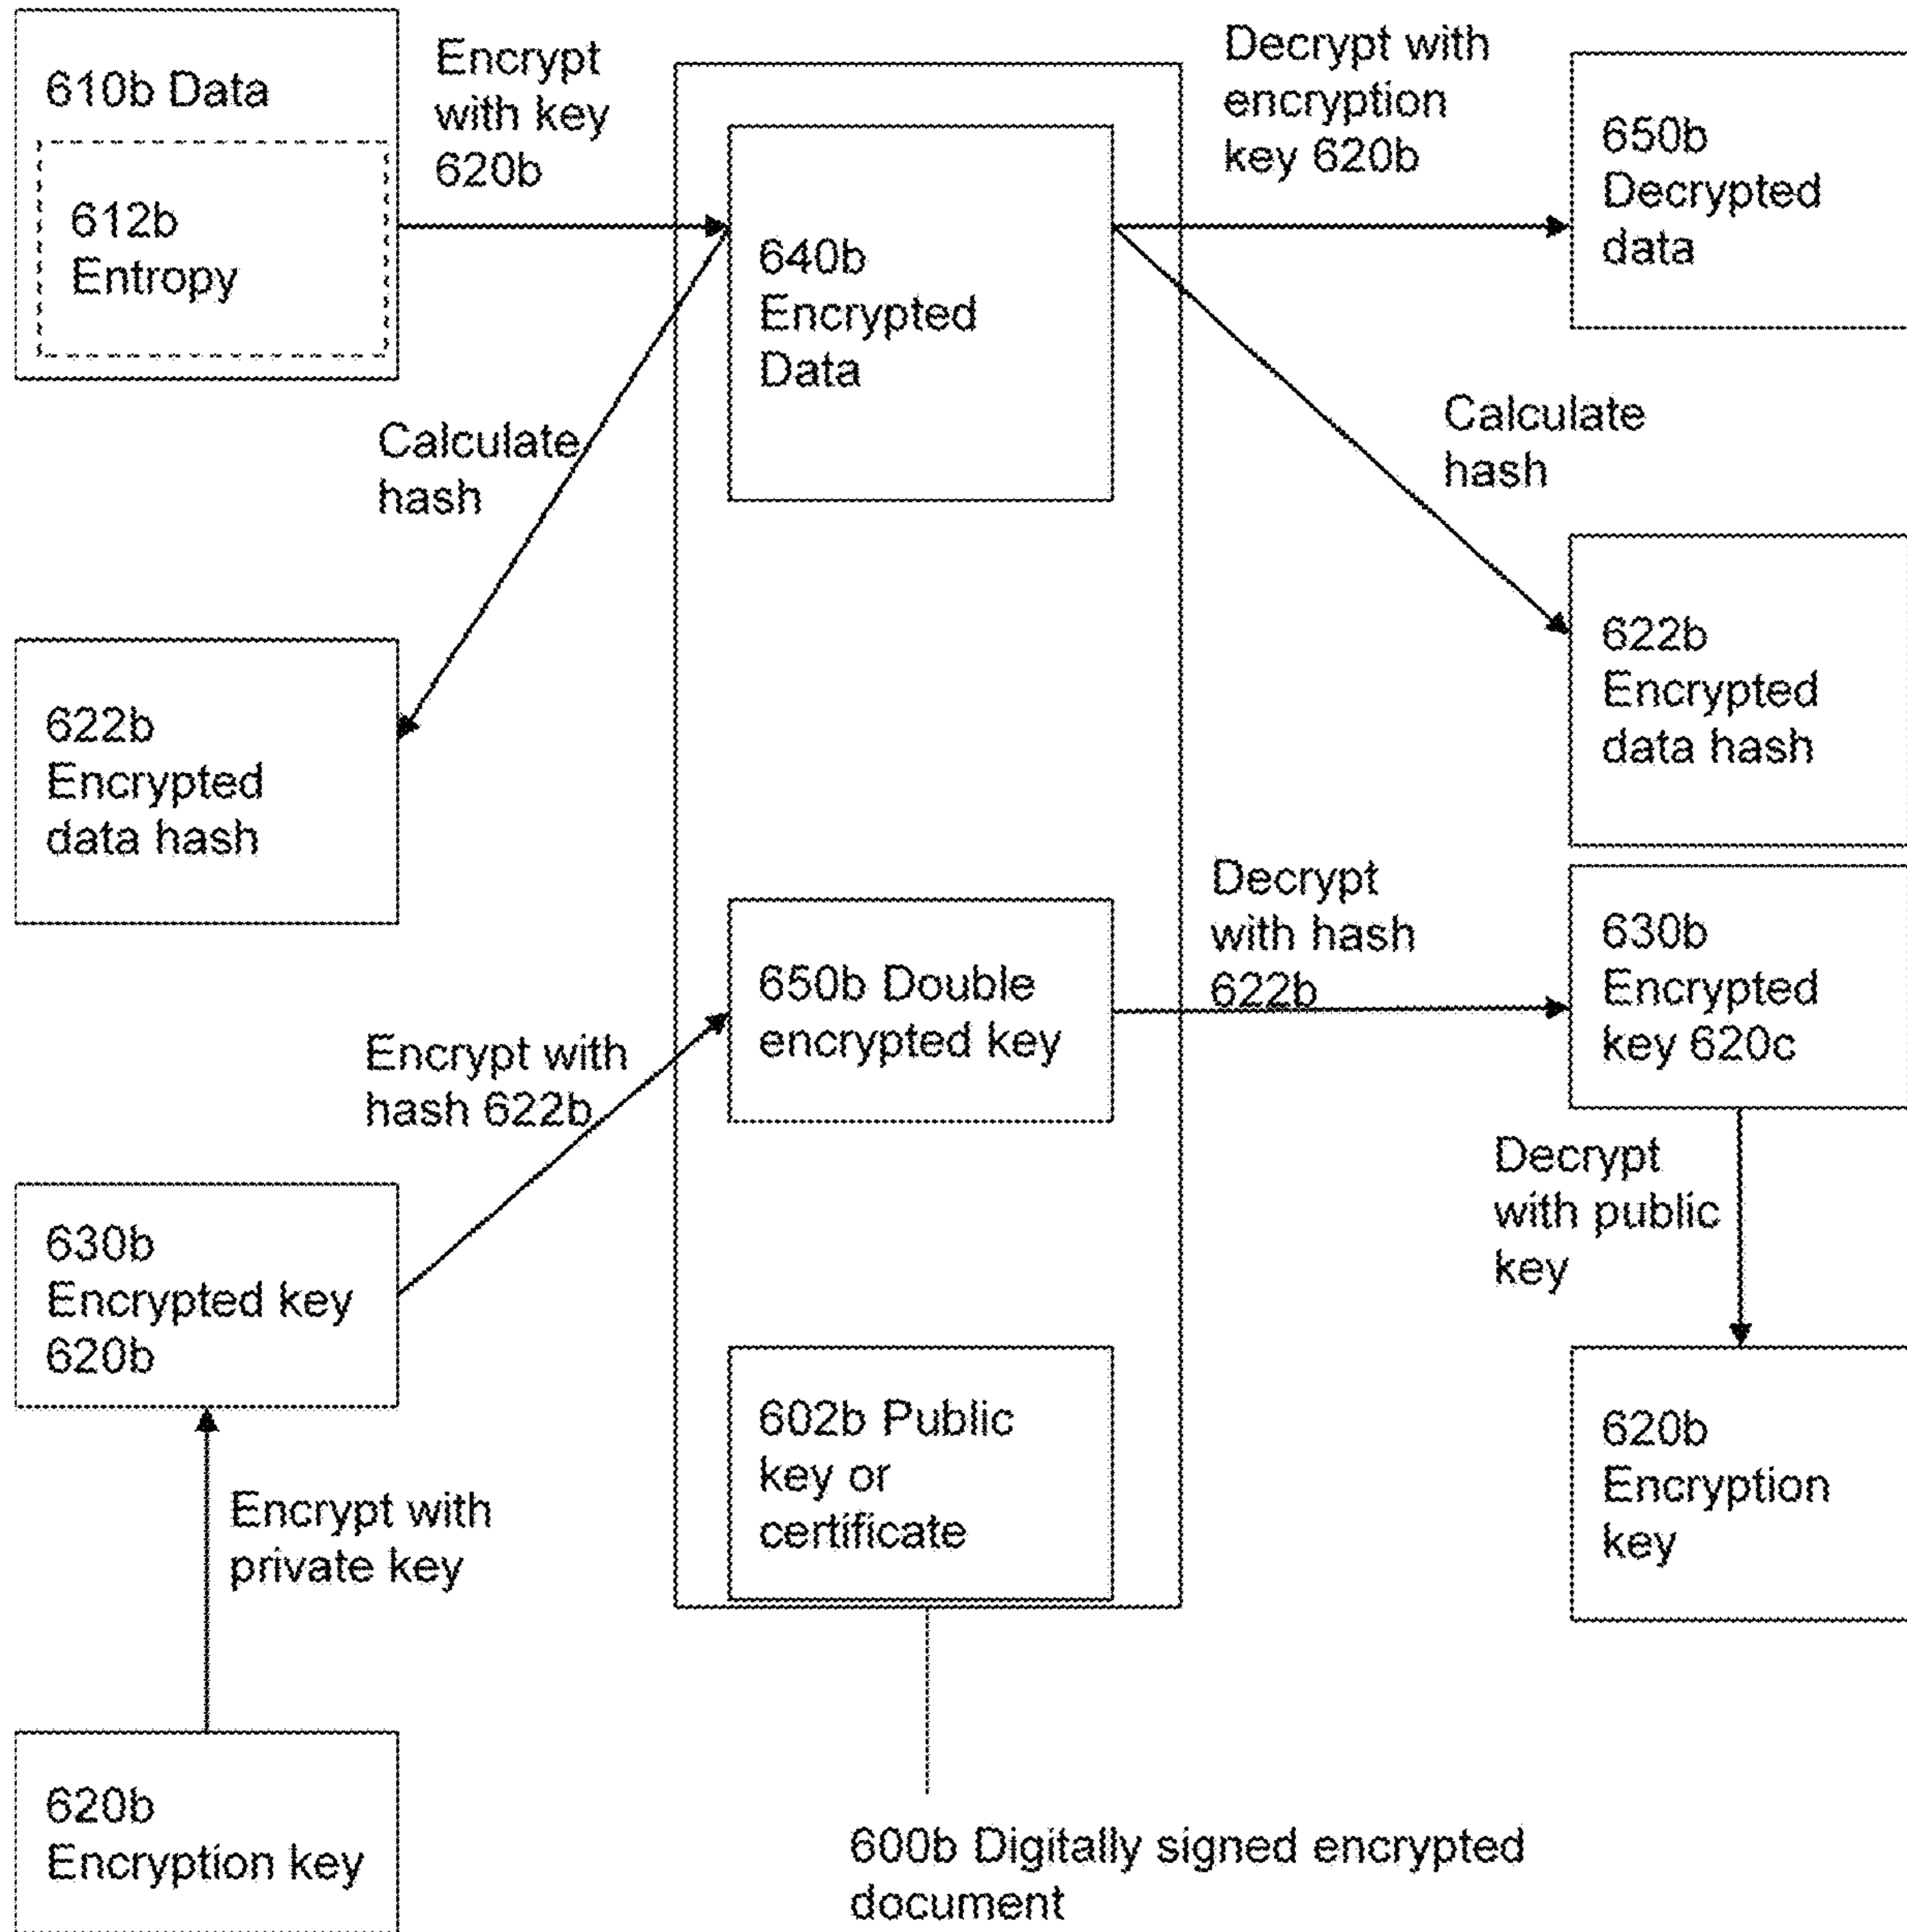 610b Data
612b
Entropy
Encrypt
with key
620b
640b
Encrypted
Data
Decrypt with
encryption
key 620b
650b
Decrypted
data
Calculate
hash
Calculate
hash
622b
Encrypted
data hash
622b
Encrypted
data hash
650b Double
encrypted key
Decrypt
with hash
622b
630b
Encrypted
key 620c
Encrypt with
hash 622b
Decrypt
with public
key
630b
Encrypted key
620b
602b Public
key or
certificate
620b
Encryption
key
Encrypt with
private key
620b
Encryption key
600b Digitally signed encrypted
document